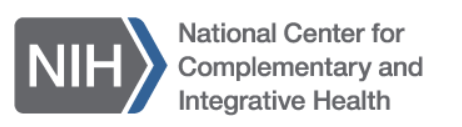 NIH
National Center for
Complementary and
Integrative Health